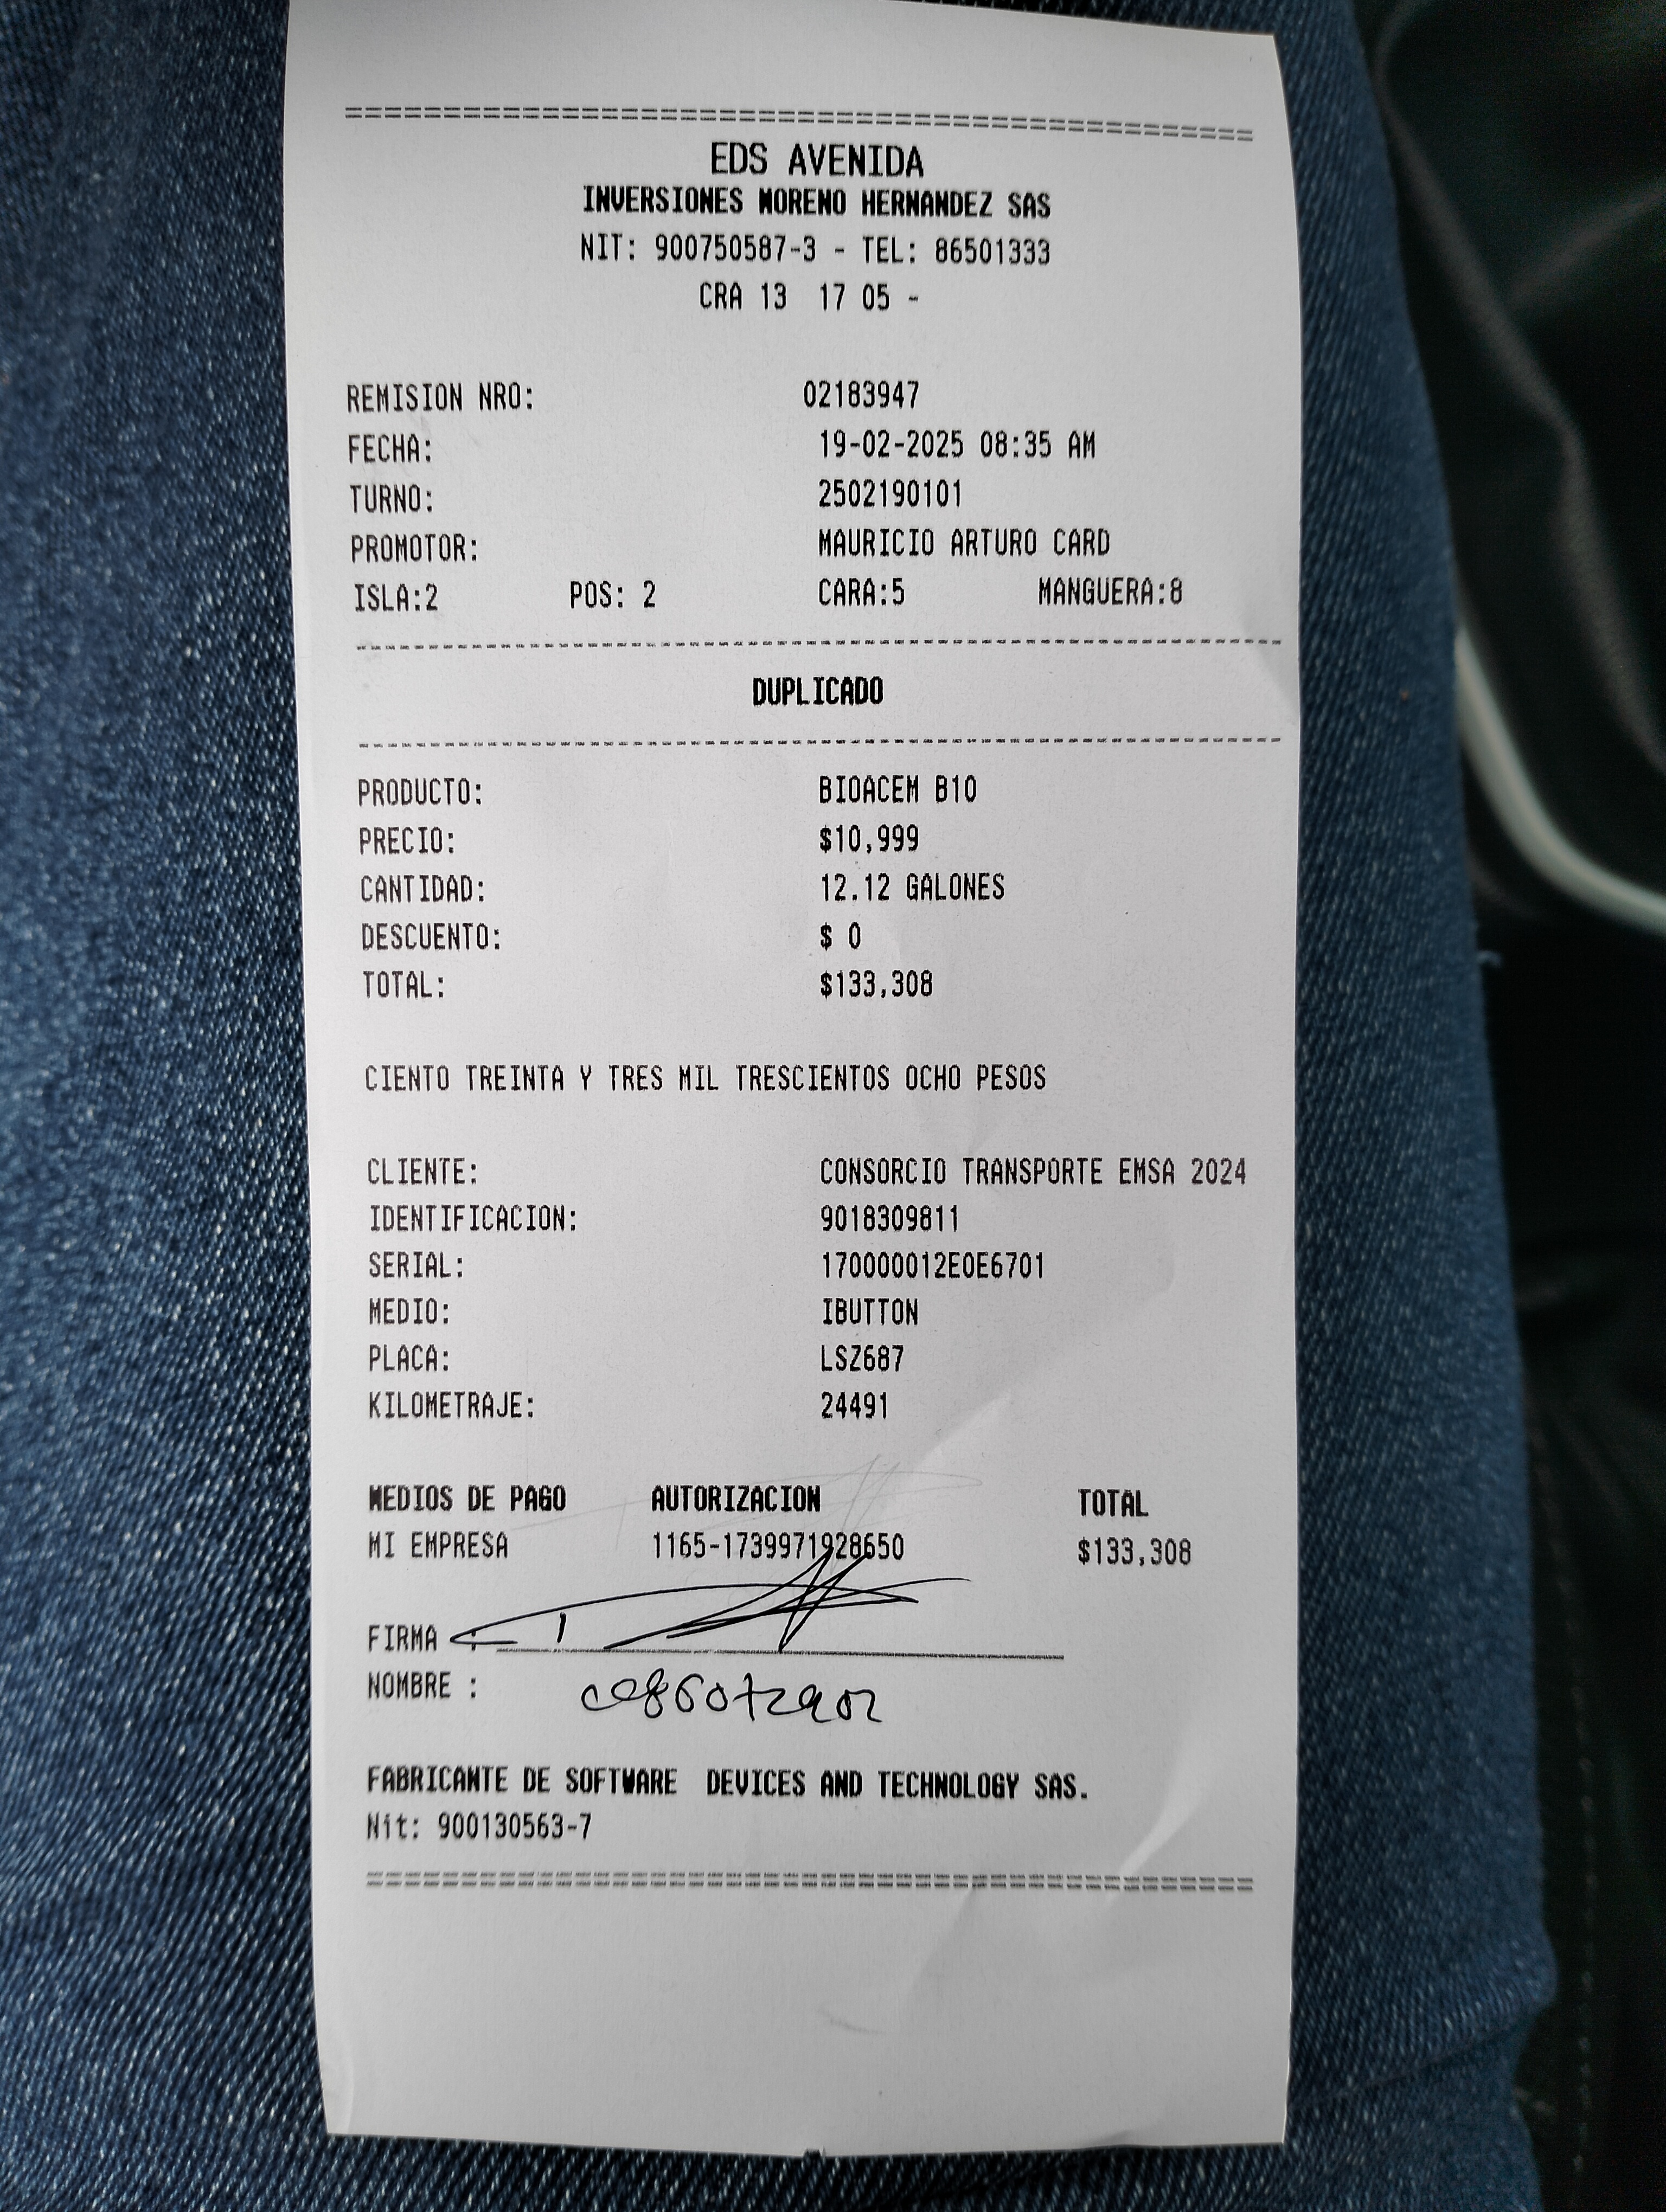 EDS AVENIDA
INVERSIONES MORENO HERNANDEZ SAS
NIT: 900750587-3 - TEL: 86501333
CRA 13 17 05 -
REMISION NRO: 02183947
FECHA: 19-02-2025 08:35 AM
TURNO: 2502190101
PROMOTOR: MAURICIO ARTURO CARD
ISLA:2 POS: 2 CARA:5 MANGUERA:8
DUPLICADO
PRODUCTO: BIOACEM B10
PRECIO: $10,999
CANTIDAD: 12.12 GALONES
DESCUENTO: $ 0
TOTAL: $133,308
CIENTO TREINTA Y TRES MIL TRESCIENTOS OCHO PESOS
CLIENTE: CONSORCIO TRANSPORTE EMSA 2024
IDENTIFICACION: 9018309811
SERIAL: 170000012E0E6701
MEDIO: IBUTTON
PLACA: LSZ687
KILOMETRAJE: 24491
MEDIOS DE PAGO AUTORIZACION TOTAL
MI EMPRESA 1165-1739971928650 $133,308
FIRMA :
NOMBRE :
FABRICANTE DE SOFTWARE DEVICES AND TECHNOLOGY SAS.
Nit: 900130563-7